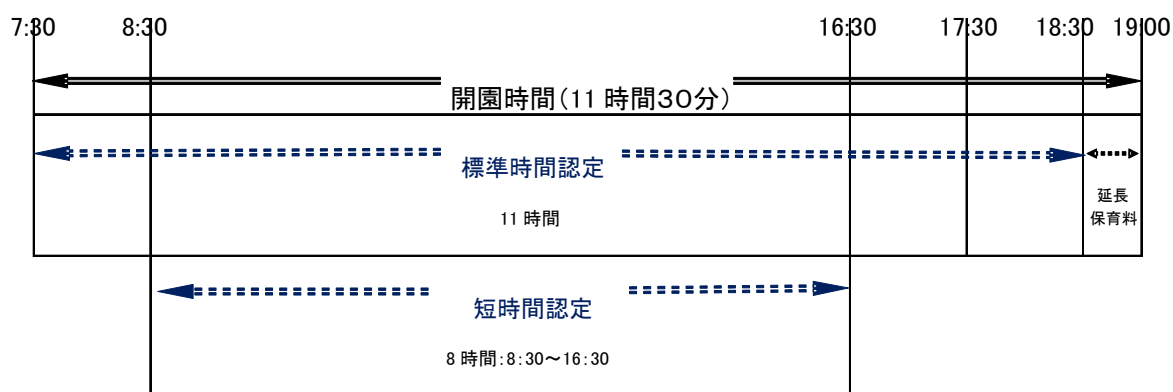 7:30 8:30 16:30 17:30 18:30 19:00
開園時間(11 時間30分)
標準時間認定
11 時間
延長
保育料
短時間認定
8 時間:8:30～16:30